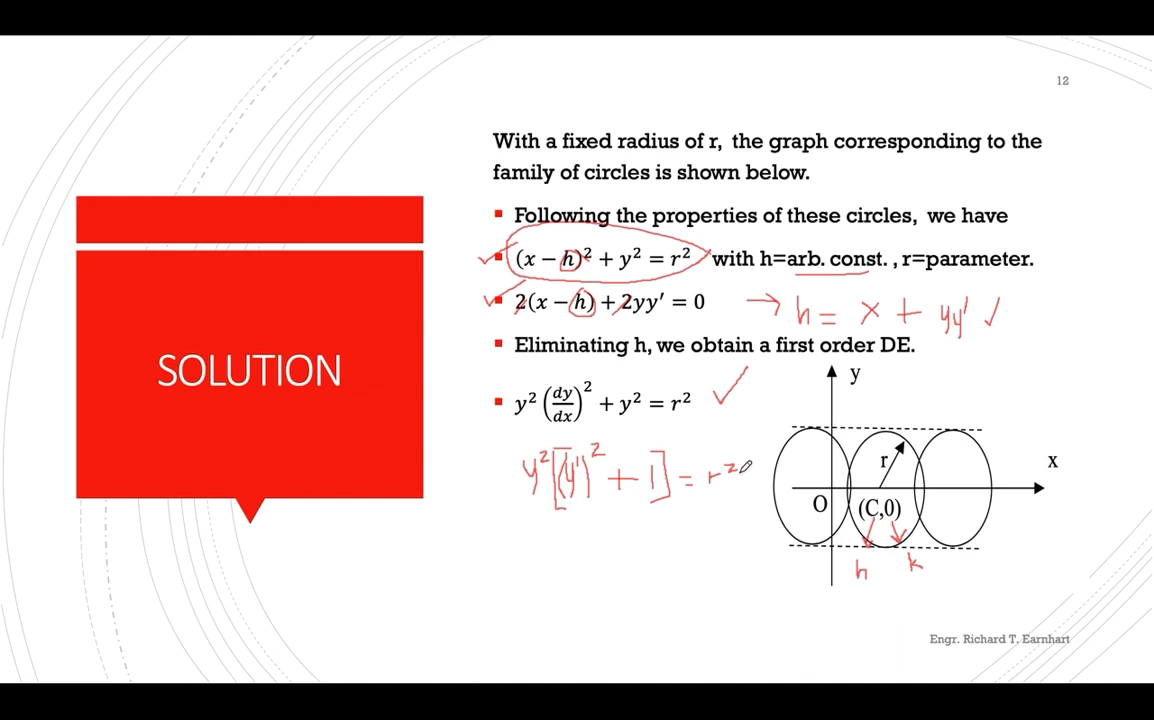 12
With a fixed radius of r, the graph corresponding to the
family of circles is shown below.
SOLUTION
▪ Following the properties of these circles, we have
▪ (x − h)² + y² = r² with h=arb. const. , r=parameter.
▪ 2(x − h) + 2yy′ = 0 → h = x + yy' ✓
▪ Eliminating h, we obtain a first order DE.
▪ y² (dy/dx)² + y² = r² ✓
y² [(y')² + 1] = r²
y
x
r
O
(C,0)
h k
Engr. Richard T. Earnhart